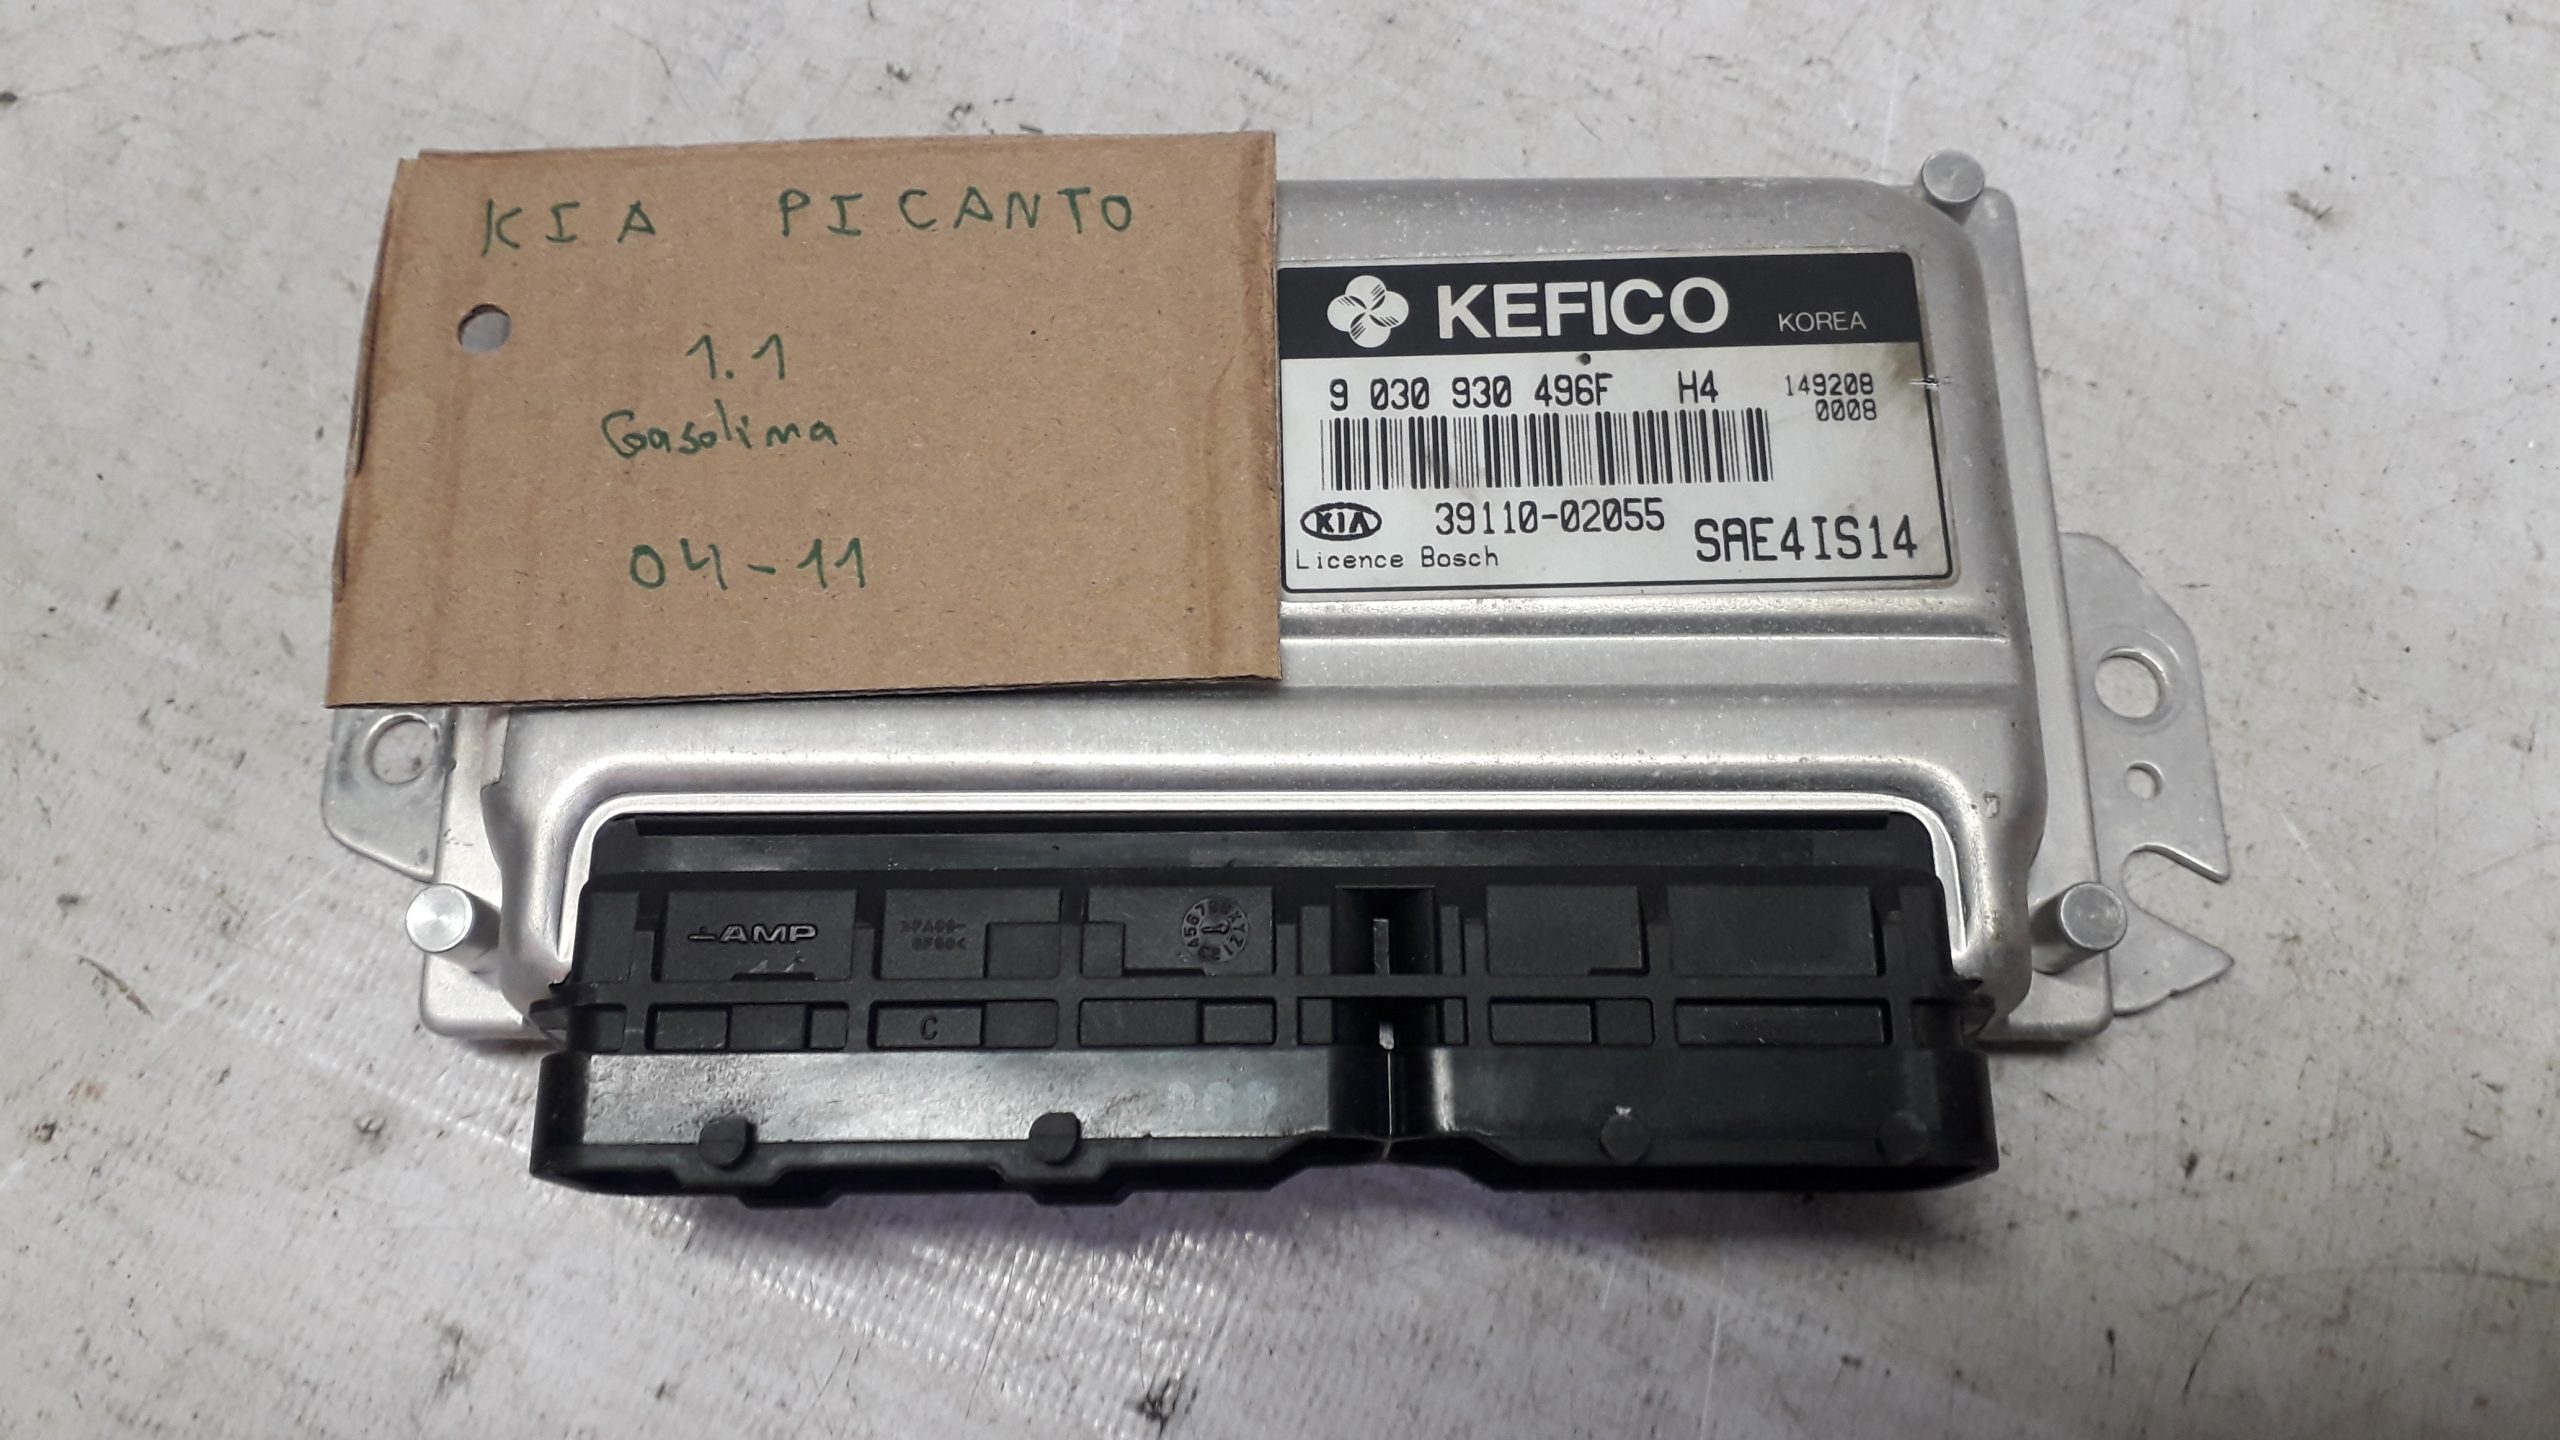 KIA PICANTO
1.1
Gasolina
04-11
KEFICO KOREA
9 030 930 496F H4 149208
0008
KIA 39110-02055 SAE4IS14
Licence Bosch
AMP
C